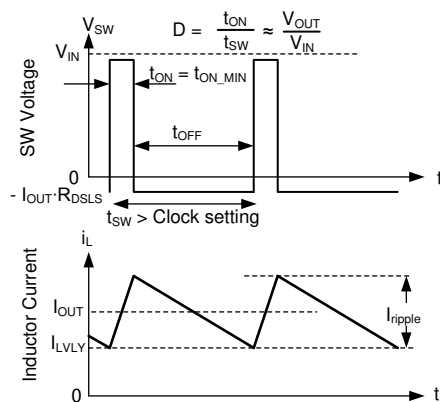 V_SW
D = t_ON / t_SW ≈ V_OUT / V_IN
V_IN
t_ON = t_ON_MIN
SW Voltage
t_OFF
0
t
- I_OUT·R_DSLS
t_SW > Clock setting
i_L
Inductor Current
I_OUT
I_ripple
I_LVLY
0
t